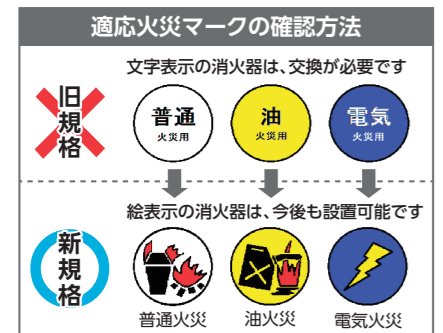 適応火災マークの確認方法
文字表示の消火器は、交換が必要です
旧規格
普通
火災用
油
火災用
電気
火災用
絵表示の消火器は、今後も設置可能です
新規格
普通火災
油火災
電気火災